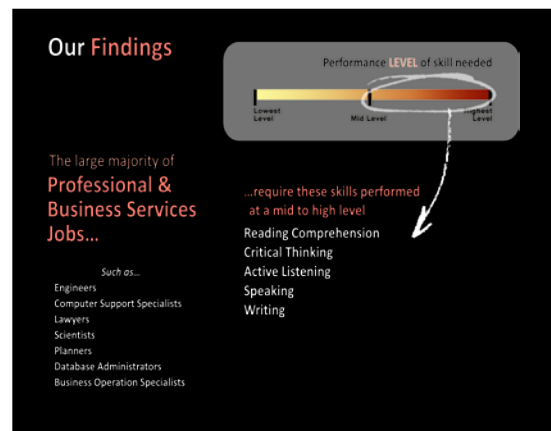 Our Findings
Performance LEVEL of skill needed
Lowest
Level
Mid Level
Highest
Level
The large majority of
Professional &
Business Services
Jobs...
Such as...
Engineers
Computer Support Specialists
Lawyers
Scientists
Planners
Database Administrators
Business Operation Specialists
...require these skills performed
at a mid to high level
Reading Comprehension
Critical Thinking
Active Listening
Speaking
Writing